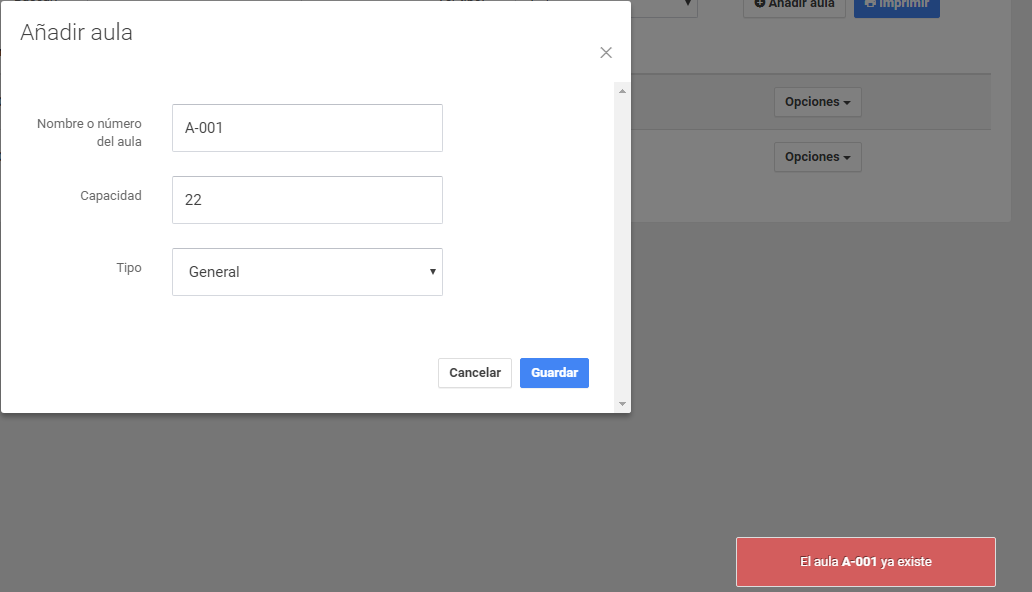 Añadir aula
Añadir aula
Imprimir
Nombre o número
del aula
A-001
Opciones
Capacidad
22
Opciones
Tipo
General
Cancelar
Guardar
El aula A-001 ya existe